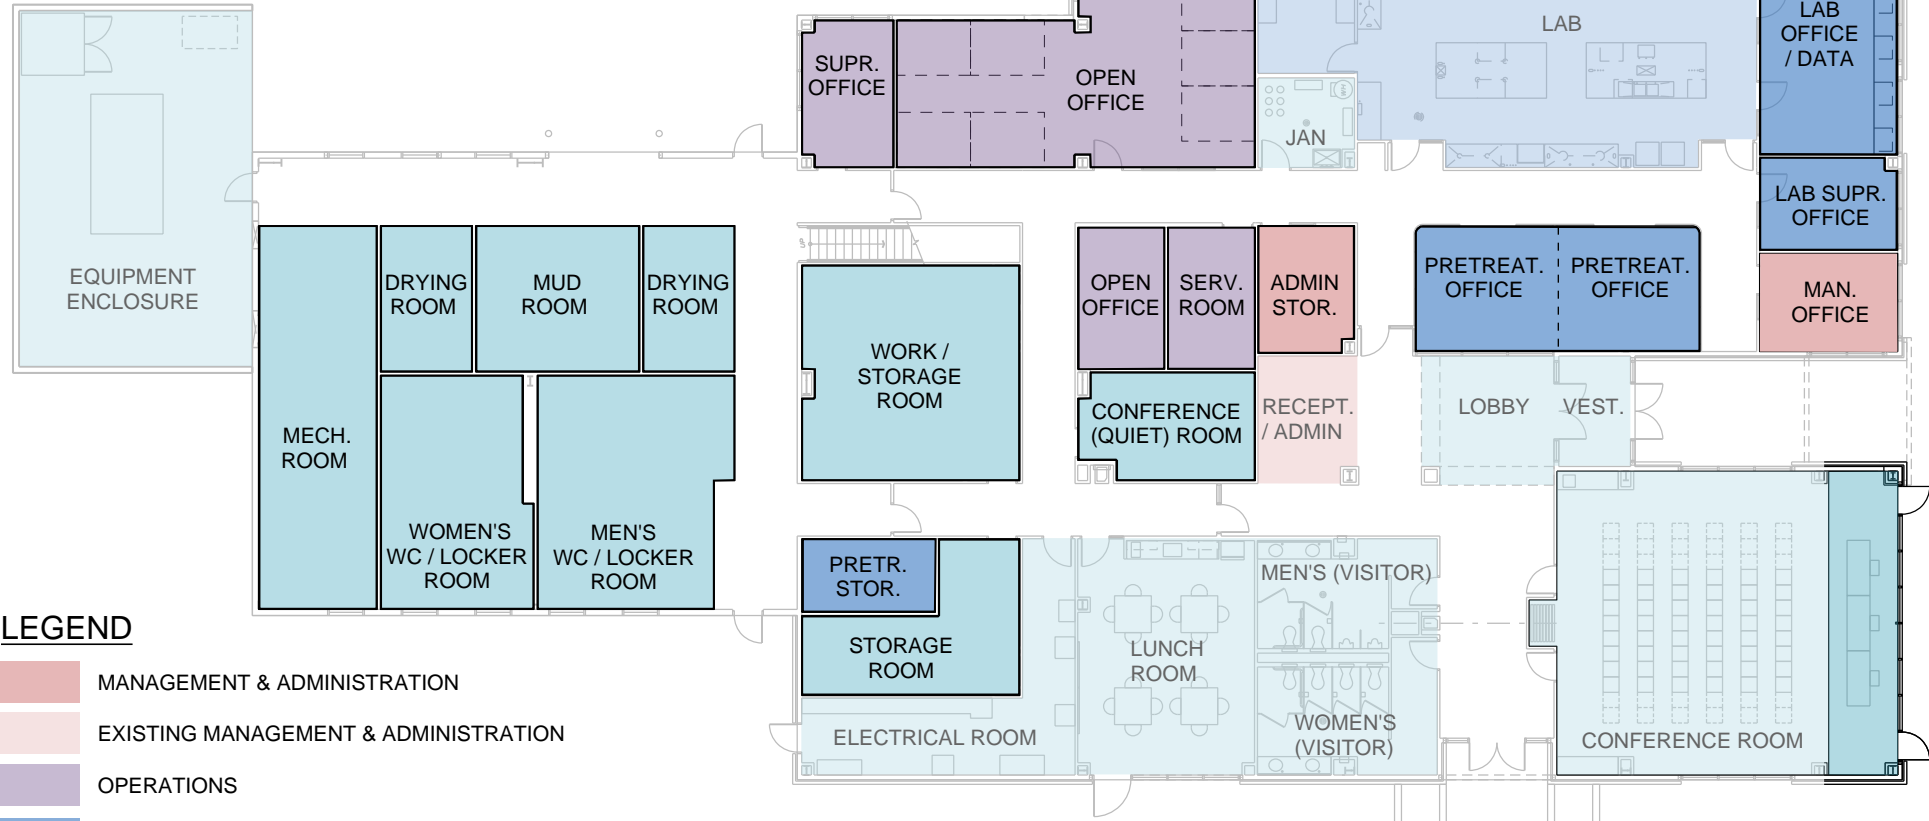 SUPR.
OFFICE
OPEN
OFFICE
LAB
LAB
OFFICE
/ DATA
JAN
LAB SUPR.
OFFICE
EQUIPMENT
ENCLOSURE
DRYING
ROOM
MUD
ROOM
DRYING
ROOM
UP
OPEN
OFFICE
SERV.
ROOM
ADMIN
STOR.
PRETREAT.
OFFICE
PRETREAT.
OFFICE
MAN.
OFFICE
WORK /
STORAGE
ROOM
MECH.
ROOM
CONFERENCE
(QUIET) ROOM
RECEPT.
/ ADMIN
LOBBY
VEST.
WOMEN'S
WC / LOCKER
ROOM
MEN'S
WC / LOCKER
ROOM
PRETR.
STOR.
MEN'S (VISITOR)
STORAGE
ROOM
LUNCH
ROOM
ELECTRICAL ROOM
WOMEN'S
(VISITOR)
CONFERENCE ROOM
LEGEND
MANAGEMENT & ADMINISTRATION
EXISTING MANAGEMENT & ADMINISTRATION
OPERATIONS